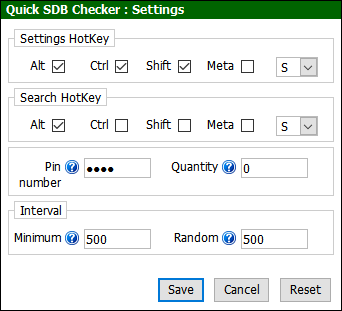 Quick SDB Checker : Settings
Settings HotKey
Alt Ctrl Shift Meta S
Search HotKey
Alt Ctrl Shift Meta S
Pin number ? ●●●● Quantity ? 0
Interval
Minimum ? 500 Random ? 500
Save Cancel Reset